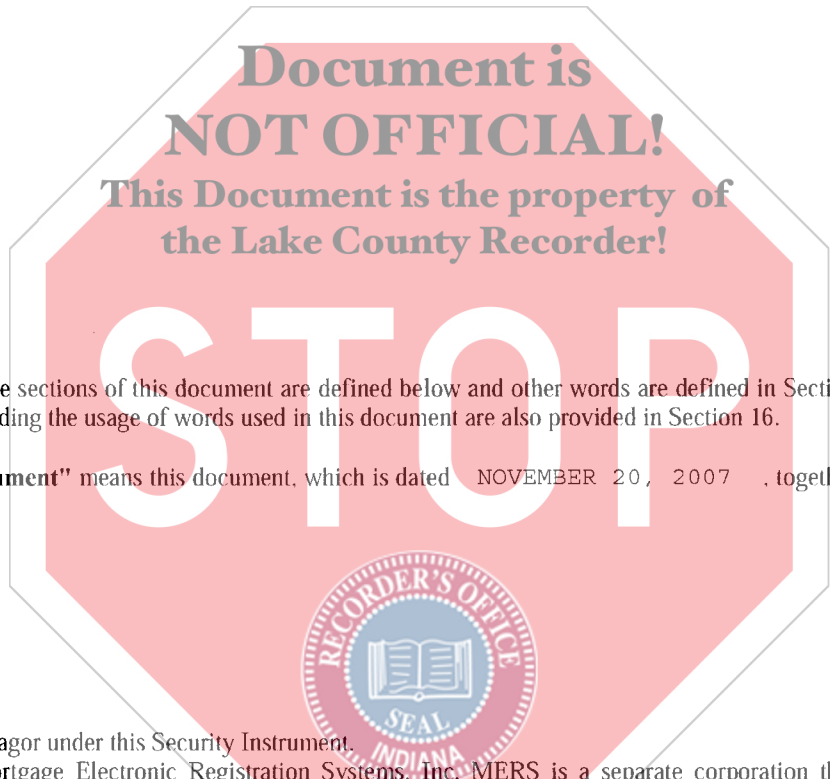 Document is
NOT OFFICIAL!
This Document is the property of
the Lake County Recorder!
STOP
e sections of this document are defined below and other words are defined in Secti
ding the usage of words used in this document are also provided in Section 16.
ument" means this document, which is dated NOVEMBER 20, 2007 , togeth
RECORDER'S OFFICE
SEAL
INDIANA
agor under this Security Instrument.
rtgage Electronic Registration Systems, Inc. MERS is a separate corporation th